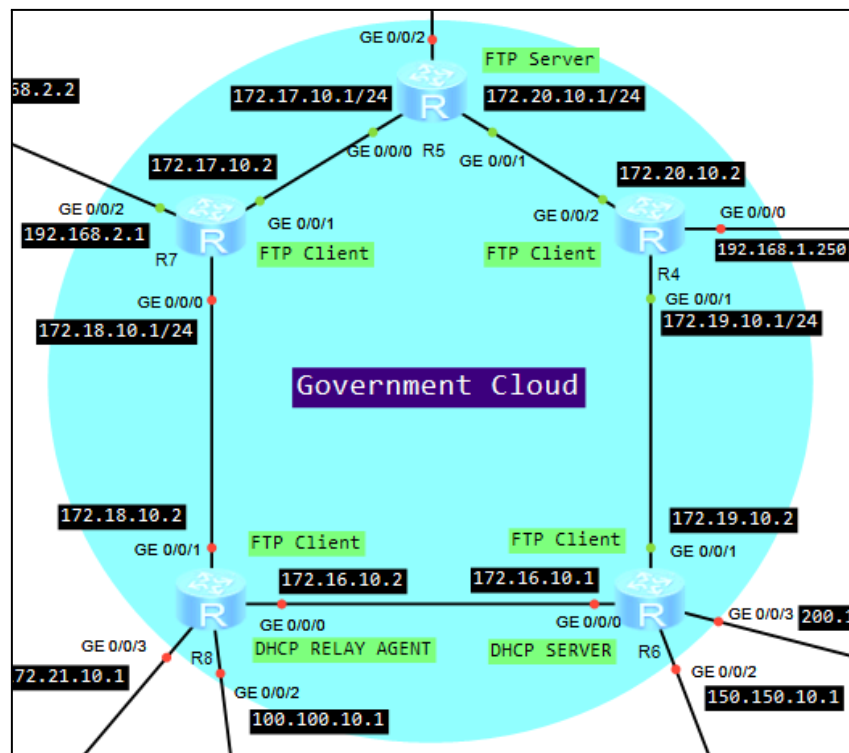 GE 0/0/2
FTP Server
172.17.10.1/24
172.20.10.1/24
R
GE 0/0/0
R5
GE 0/0/1
68.2.2
172.17.10.2
172.20.10.2
GE 0/0/2
GE 0/0/1
GE 0/0/2
GE 0/0/0
R
R
192.168.2.1
R7
FTP Client
FTP Client
192.168.1.250
R4
GE 0/0/0
GE 0/0/1
172.18.10.1/24
172.19.10.1/24
Government Cloud
172.18.10.2
172.19.10.2
GE 0/0/1
FTP Client
FTP Client
GE 0/0/1
172.16.10.2
172.16.10.1
R
R
GE 0/0/0
GE 0/0/0
GE 0/0/3
200.1
GE 0/0/3
R8
DHCP RELAY AGENT
DHCP SERVER
R6
72.21.10.1
GE 0/0/2
GE 0/0/2
100.100.10.1
150.150.10.1